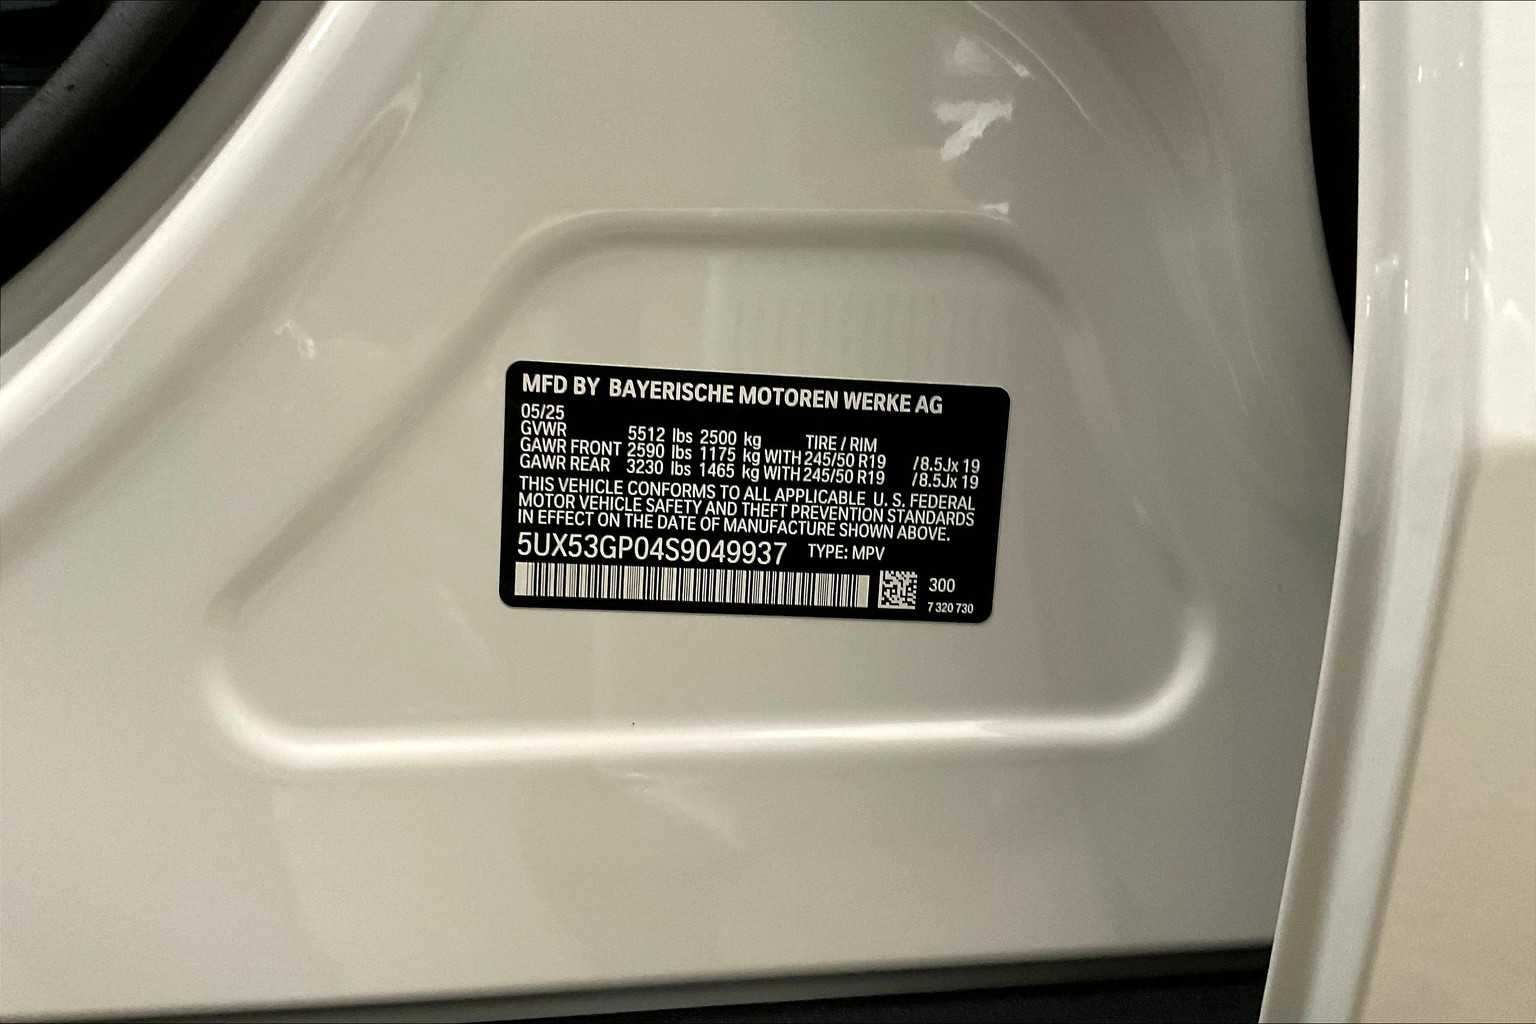 MFD BY BAYERISCHE MOTOREN WERKE AG
05/25
GVWR 5512 lbs 2500 kg TIRE / RIM
GAWR FRONT 2590 lbs 1175 kg WITH 245/50 R19 /8.5Jx 19
GAWR REAR 3230 lbs 1465 kg WITH 245/50 R19 /8.5Jx 19
THIS VEHICLE CONFORMS TO ALL APPLICABLE U. S. FEDERAL
MOTOR VEHICLE SAFETY AND THEFT PREVENTION STANDARDS
IN EFFECT ON THE DATE OF MANUFACTURE SHOWN ABOVE.
5UX53GP04S9049937 TYPE: MPV
300
7 320 730